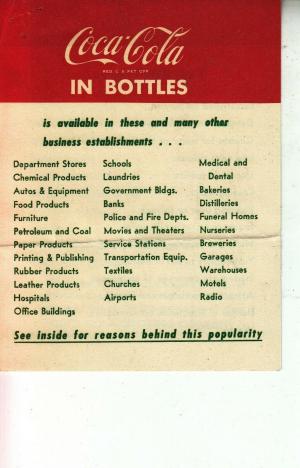 Coca-Cola
REG. U.S. PAT. OFF.
IN BOTTLES
is available in these and many other
business establishments . . .
Department Stores
Chemical Products
Autos & Equipment
Food Products
Furniture
Petroleum and Coal
Paper Products
Printing & Publishing
Rubber Products
Leather Products
Hospitals
Office Buildings
Schools
Laundries
Government Bldgs.
Banks
Police and Fire Depts.
Movies and Theaters
Service Stations
Transportation Equip.
Textiles
Churches
Airports
Medical and
Dental
Bakeries
Distilleries
Funeral Homes
Nurseries
Breweries
Garages
Warehouses
Motels
Radio
See inside for reasons behind this popularity